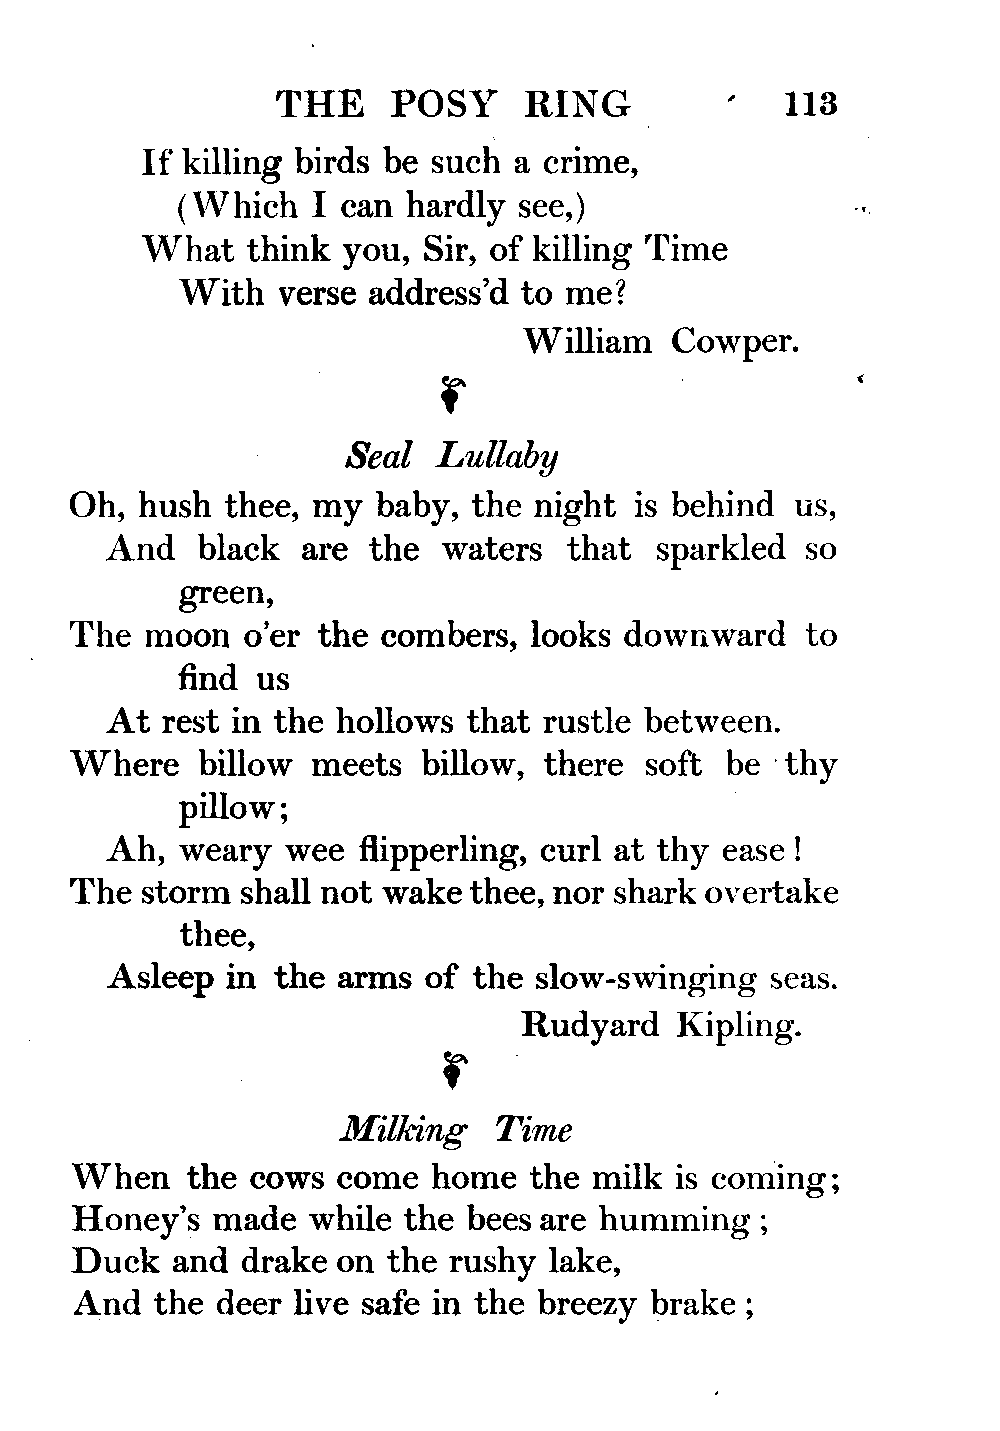 THE POSY RING 113
If killing birds be such a crime,
(Which I can hardly see,)
What think you, Sir, of killing Time
With verse address'd to me?
William Cowper.
Seal Lullaby
Oh, hush thee, my baby, the night is behind us,
And black are the waters that sparkled so
green,
The moon o'er the combers, looks downward to
find us
At rest in the hollows that rustle between.
Where billow meets billow, there soft be thy
pillow;
Ah, weary wee flipperling, curl at thy ease!
The storm shall not wake thee, nor shark overtake
thee,
Asleep in the arms of the slow-swinging seas.
Rudyard Kipling.
Milking Time
When the cows come home the milk is coming;
Honey's made while the bees are humming;
Duck and drake on the rushy lake,
And the deer live safe in the breezy brake;